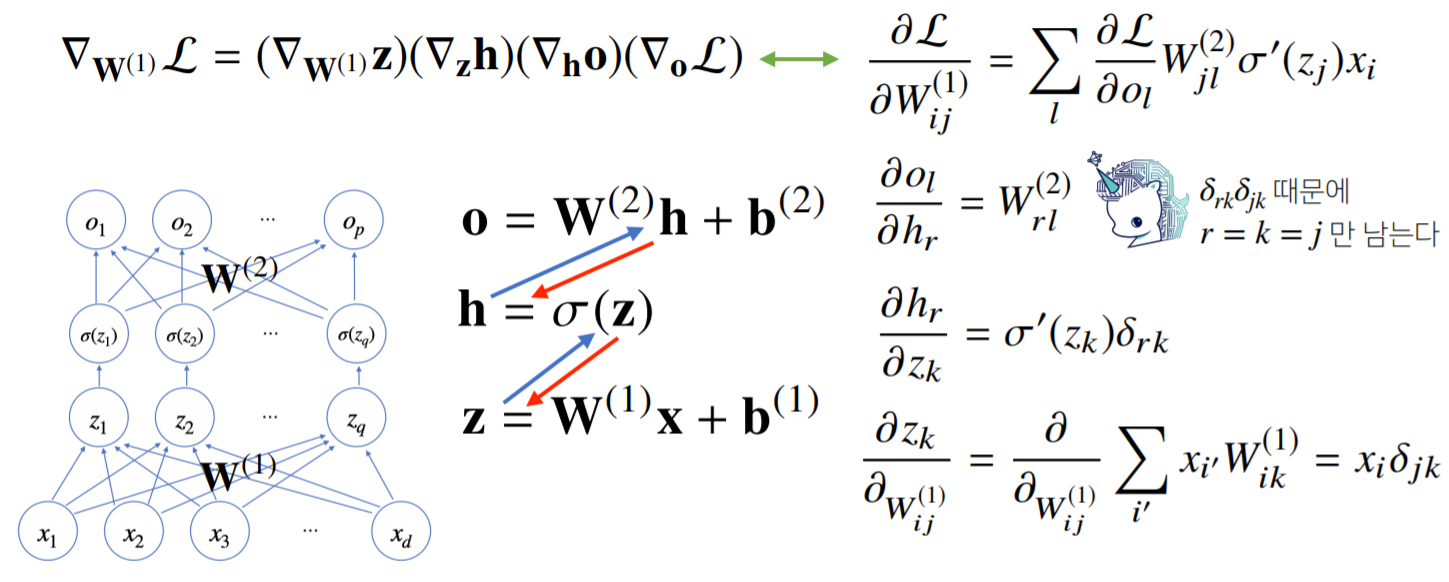 ∇_{𝐖^{(1)}} ℒ = (∇_{𝐖^{(1)}} 𝐳)(∇_𝐳 𝐡)(∇_𝐡 𝐨)(∇_𝐨 ℒ) ⟷ ∂ℒ/∂W_{ij}^{(1)} = ∑_l ∂ℒ/∂o_l W_{jl}^{(2)} σ′(z_j) x_i
∂o_l/∂h_r = W_{rl}^{(2)}
δ_{rk}δ_{jk} 때문에
r = k = j 만 남는다
∂h_r/∂z_k = σ′(z_k)δ_{rk}
∂z_k/∂_{W_{ij}^{(1)}} = ∂/∂_{W_{ij}^{(1)}} ∑_{i′} x_{i′} W_{ik}^{(1)} = x_i δ_{jk}
𝐨 = 𝐖^{(2)}𝐡 + 𝐛^{(2)}
𝐡 = σ(𝐳)
𝐳 = 𝐖^{(1)}𝐱 + 𝐛^{(1)}
o_1 o_2 ... o_p
𝐖^{(2)}
σ(z_1) σ(z_2) ... σ(z_q)
z_1 z_2 ... z_q
𝐖^{(1)}
x_1 x_2 x_3 ... x_d